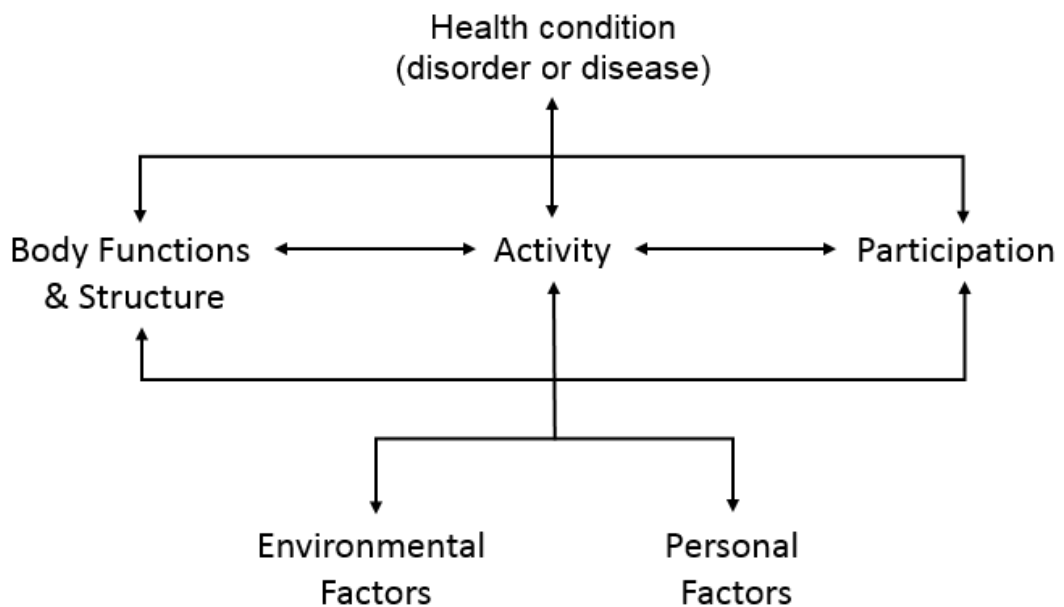 Health condition
(disorder or disease)
Body Functions
& Structure
Activity
Participation
Environmental
Factors
Personal
Factors